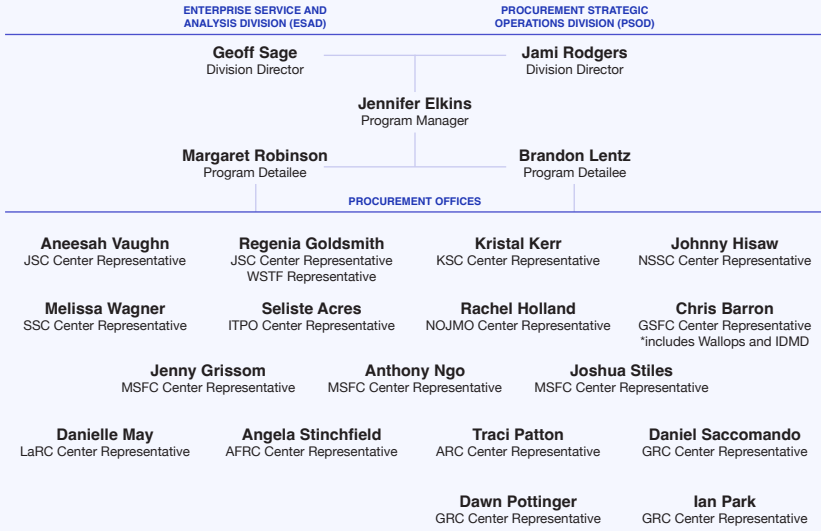 ENTERPRISE SERVICE AND
ANALYSIS DIVISION (ESAD)
PROCUREMENT STRATEGIC
OPERATIONS DIVISION (PSOD)
Geoff Sage
Division Director
Jami Rodgers
Division Director
Jennifer Elkins
Program Manager
Margaret Robinson
Program Detailee
Brandon Lentz
Program Detailee
PROCUREMENT OFFICES
Aneesah Vaughn
JSC Center Representative
Regenia Goldsmith
JSC Center Representative
WSTF Representative
Kristal Kerr
KSC Center Representative
Johnny Hisaw
NSSC Center Representative
Melissa Wagner
SSC Center Representative
Seliste Acres
ITPO Center Representative
Rachel Holland
NOJMO Center Representative
Chris Barron
GSFC Center Representative
*includes Wallops and IDMD
Jenny Grissom
MSFC Center Representative
Anthony Ngo
MSFC Center Representative
Joshua Stiles
MSFC Center Representative
Danielle May
LaRC Center Representative
Angela Stinchfield
AFRC Center Representative
Traci Patton
ARC Center Representative
Daniel Saccomando
GRC Center Representative
Dawn Pottinger
GRC Center Representative
Ian Park
GRC Center Representative